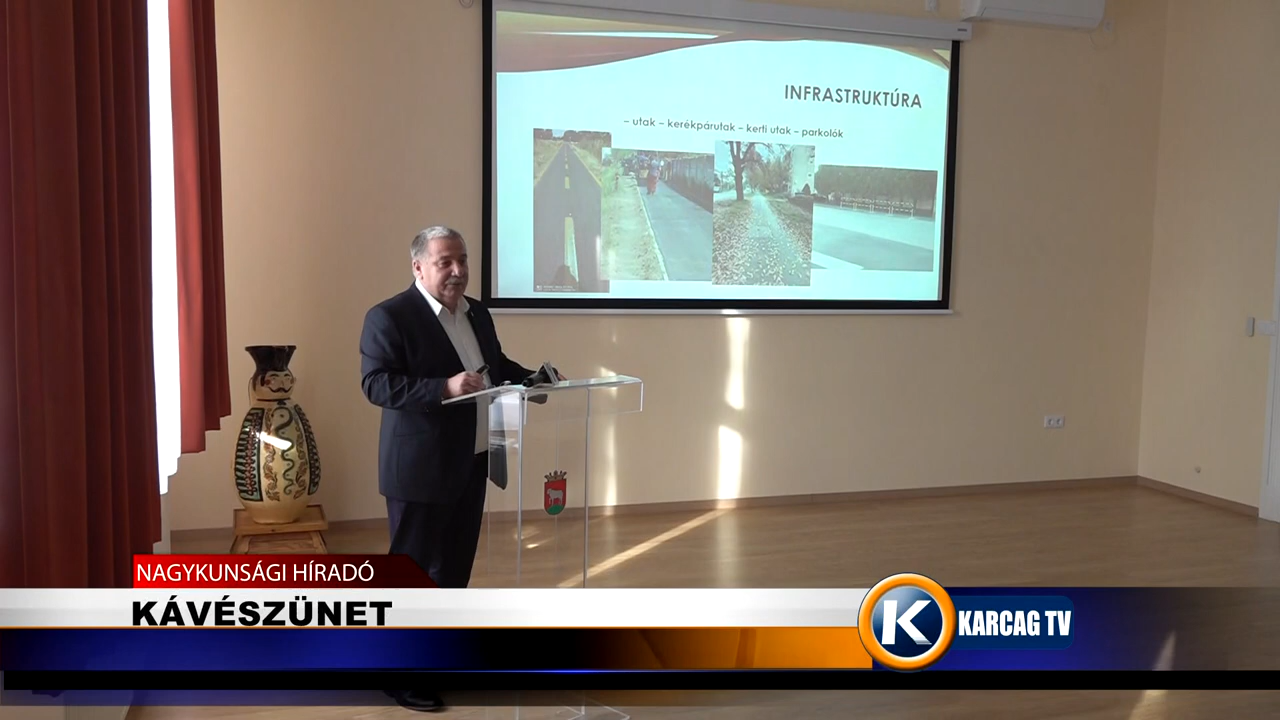 INFRASTRUKTÚRA
– utak – kerékpárutak – kerti utak – parkolók
NAGYKUNSÁGI HÍRADÓ
KÁVÉSZÜNET
K KARCAG TV